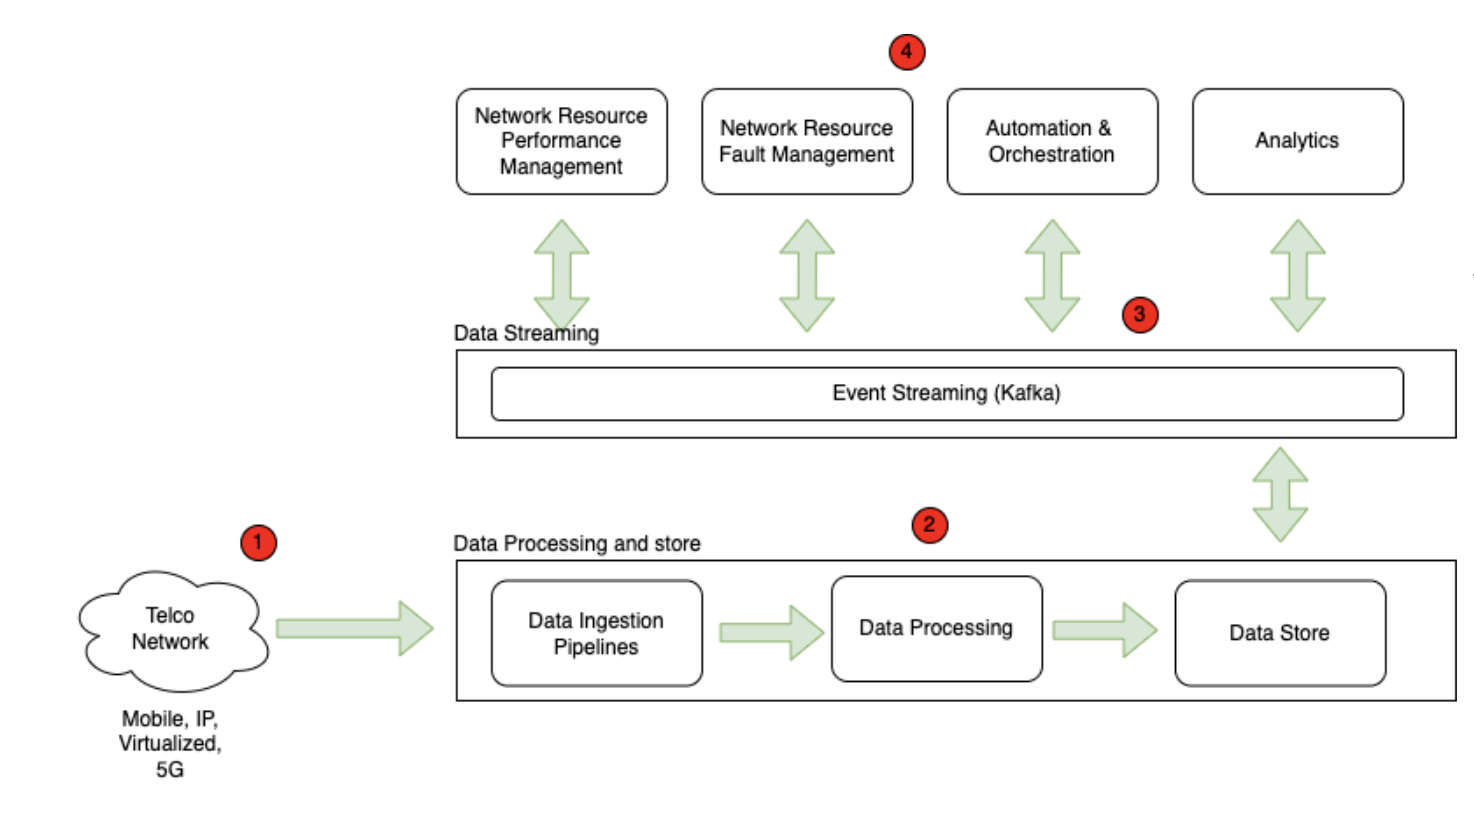 4
Network Resource
Performance
Management
Network Resource
Fault Management
Automation &
Orchestration
Analytics
3
Data Streaming
Event Streaming (Kafka)
2
1
Data Processing and store
Telco
Network
Data Ingestion
Pipelines
Data Processing
Data Store
Mobile, IP,
Virtualized,
5G